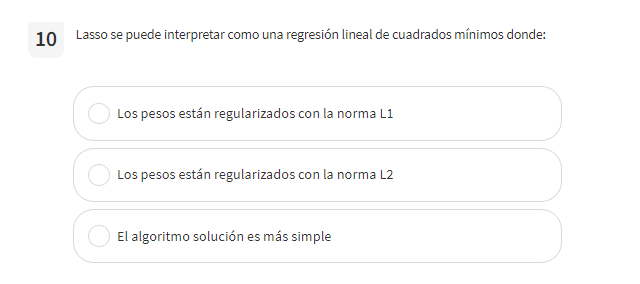 10
Lasso se puede interpretar como una regresión lineal de cuadrados mínimos donde:
Los pesos están regularizados con la norma L1
Los pesos están regularizados con la norma L2
El algoritmo solución es más simple